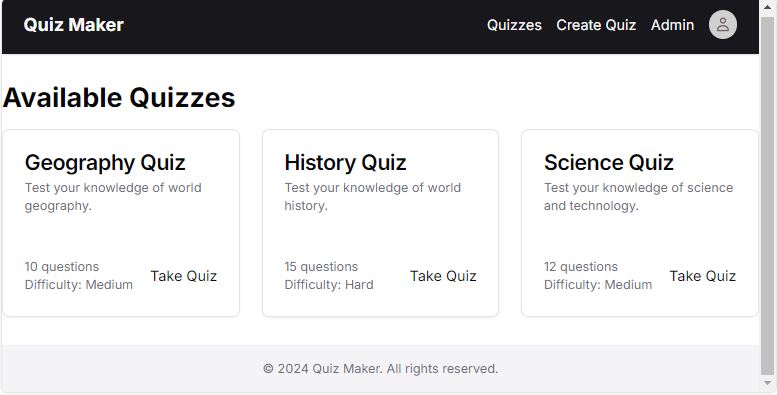 Quiz Maker
Quizzes Create Quiz Admin
Available Quizzes
Geography Quiz
Test your knowledge of world
geography.
10 questions
Difficulty: Medium
Take Quiz
History Quiz
Test your knowledge of world
history.
15 questions
Difficulty: Hard
Take Quiz
Science Quiz
Test your knowledge of science
and technology.
12 questions
Difficulty: Medium
Take Quiz
© 2024 Quiz Maker. All rights reserved.